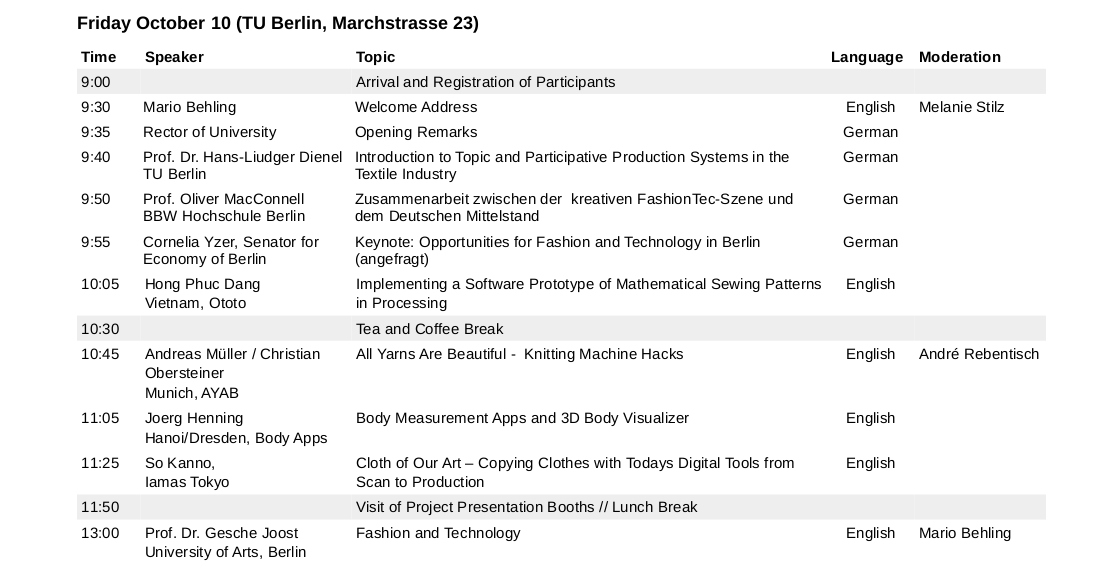 Friday October 10 (TU Berlin, Marchstrasse 23)
Time Speaker Topic Language Moderation
9:00 Arrival and Registration of Participants
9:30 Mario Behling Welcome Address English Melanie Stilz
9:35 Rector of University Opening Remarks German
9:40 Prof. Dr. Hans-Liudger Dienel Introduction to Topic and Participative Production Systems in the German
TU Berlin Textile Industry
9:50 Prof. Oliver MacConnell Zusammenarbeit zwischen der  kreativen FashionTec-Szene und German
BBW Hochschule Berlin dem Deutschen Mittelstand
9:55 Cornelia Yzer, Senator for Keynote: Opportunities for Fashion and Technology in Berlin German
Economy of Berlin (angefragt)
10:05 Hong Phuc Dang Implementing a Software Prototype of Mathematical Sewing Patterns English
Vietnam, Ototo in Processing
10:30 Tea and Coffee Break
10:45 Andreas Müller / Christian All Yarns Are Beautiful -  Knitting Machine Hacks English André Rebentisch
Obersteiner
Munich, AYAB
11:05 Joerg Henning Body Measurement Apps and 3D Body Visualizer English
Hanoi/Dresden, Body Apps
11:25 So Kanno, Cloth of Our Art – Copying Clothes with Todays Digital Tools from English
Iamas Tokyo Scan to Production
11:50 Visit of Project Presentation Booths // Lunch Break
13:00 Prof. Dr. Gesche Joost Fashion and Technology English Mario Behling
University of Arts, Berlin